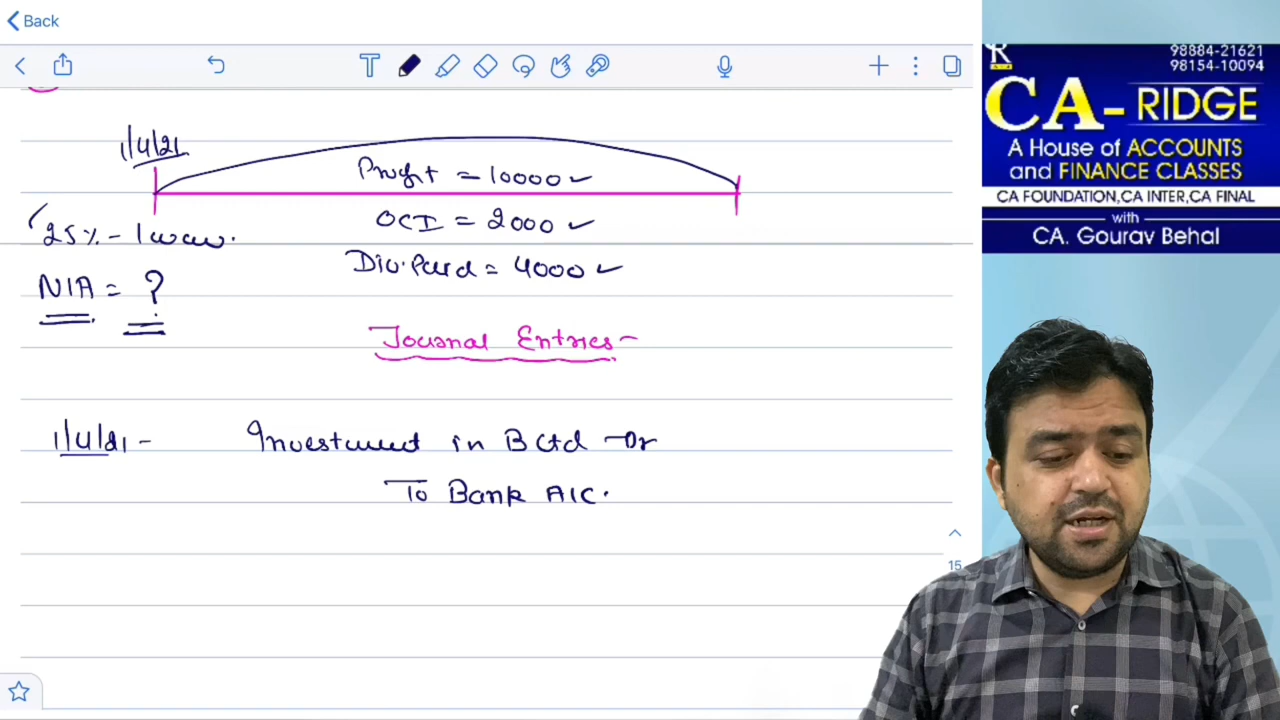 Back
1/4/21
Profit = 10000 ✓
25% - 1 
OCI = 2000 ✓
NIA = ?
Div. Paid = 4000 ✓
Journal Entries -
1/4/21 - Investment in B Ltd - Dr
To Bank A/C.
15
R
98884-21621
98154-10094
CA- RIDGE
A House of ACCOUNTS
and FINANCE CLASSES
CA FOUNDATION,CA INTER,CA FINAL
with
CA. Gourav Behal